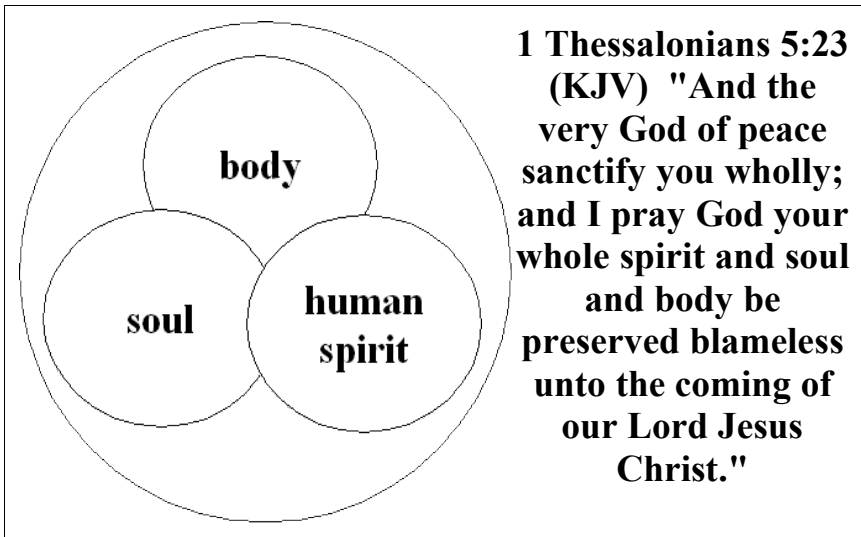 body
soul
human
spirit
1 Thessalonians 5:23
(KJV)  "And the
very God of peace
sanctify you wholly;
and I pray God your
whole spirit and soul
and body be
preserved blameless
unto the coming of
our Lord Jesus
Christ."